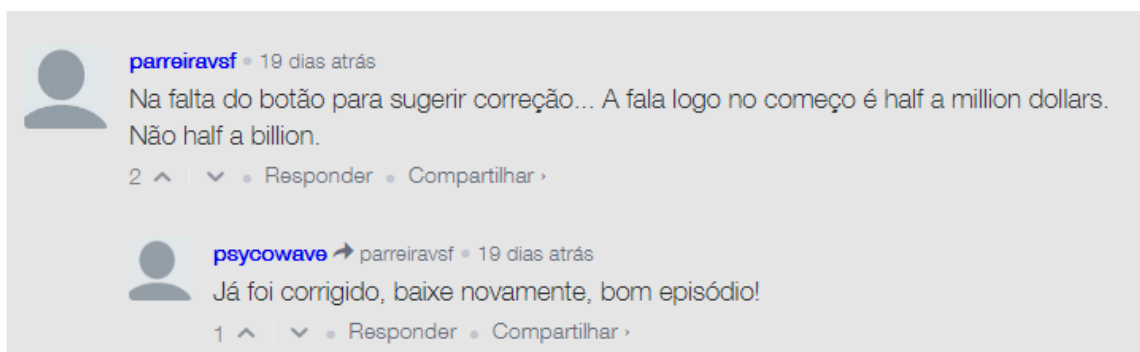 parreiravsf • 19 dias atrás
Na falta do botão para sugerir correção... A fala logo no começo é half a million dollars.
Não half a billion.
2 • Responder • Compartilhar ›
psycowave parreiravsf • 19 dias atrás
Já foi corrigido, baixe novamente, bom episódio!
1 • Responder • Compartilhar ›